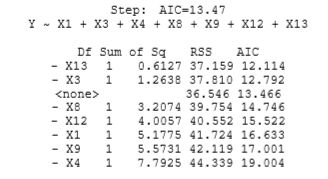 Step:  AIC=13.47
Y ~ X1 + X3 + X4 + X8 + X9 + X12 + X13
Df Sum of Sq RSS AIC
- X13 1 0.6127 37.159 12.114
- X3 1 1.2638 37.810 12.792
<none> 36.546 13.466
- X8 1 3.2074 39.754 14.746
- X12 1 4.0057 40.552 15.522
- X1 1 5.1775 41.724 16.633
- X9 1 5.5731 42.119 17.001
- X4 1 7.7925 44.339 19.004